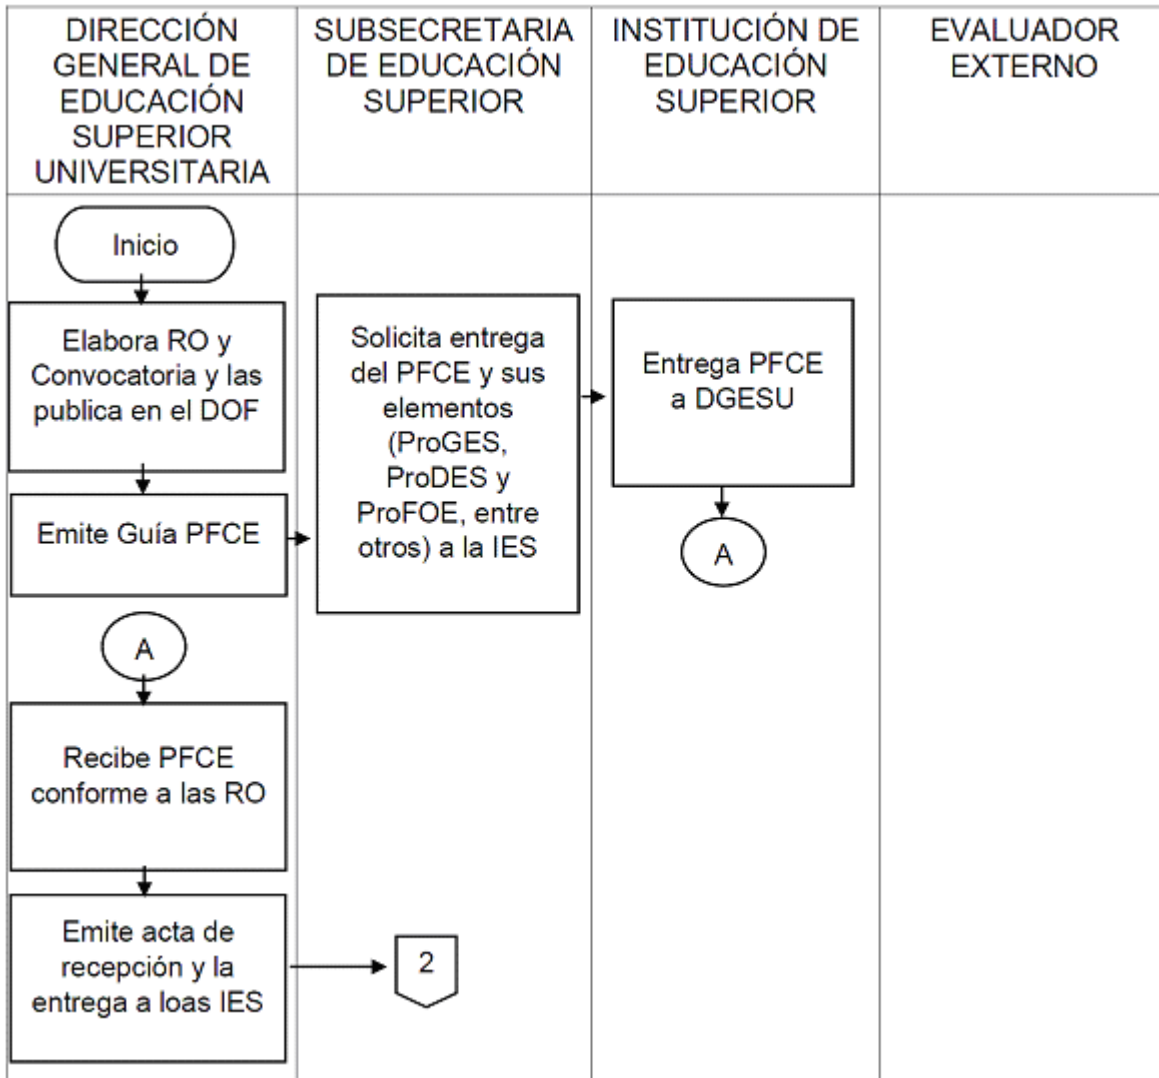 DIRECCIÓN
GENERAL DE
EDUCACIÓN
SUPERIOR
UNIVERSITARIA
SUBSECRETARIA
DE EDUCACIÓN
SUPERIOR
INSTITUCIÓN DE
EDUCACIÓN
SUPERIOR
EVALUADOR
EXTERNO
Inicio
Elabora RO y
Convocatoria y las
publica en el DOF
Emite Guía PFCE
Solicita entrega
del PFCE y sus
elementos
(ProGES,
ProDES y
ProFOE, entre
otros) a la IES
Entrega PFCE
a DGESU
A
A
Recibe PFCE
conforme a las RO
Emite acta de
recepción y la
entrega a loas IES
2